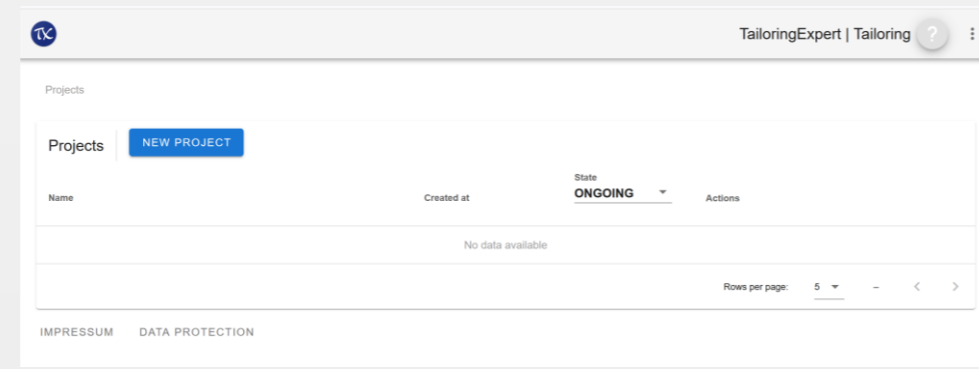 TX
TailoringExpert | Tailoring ?
Projects
Projects NEW PROJECT
Name Created at State ONGOING Actions
No data available
Rows per page: 5 –
IMPRESSUM DATA PROTECTION